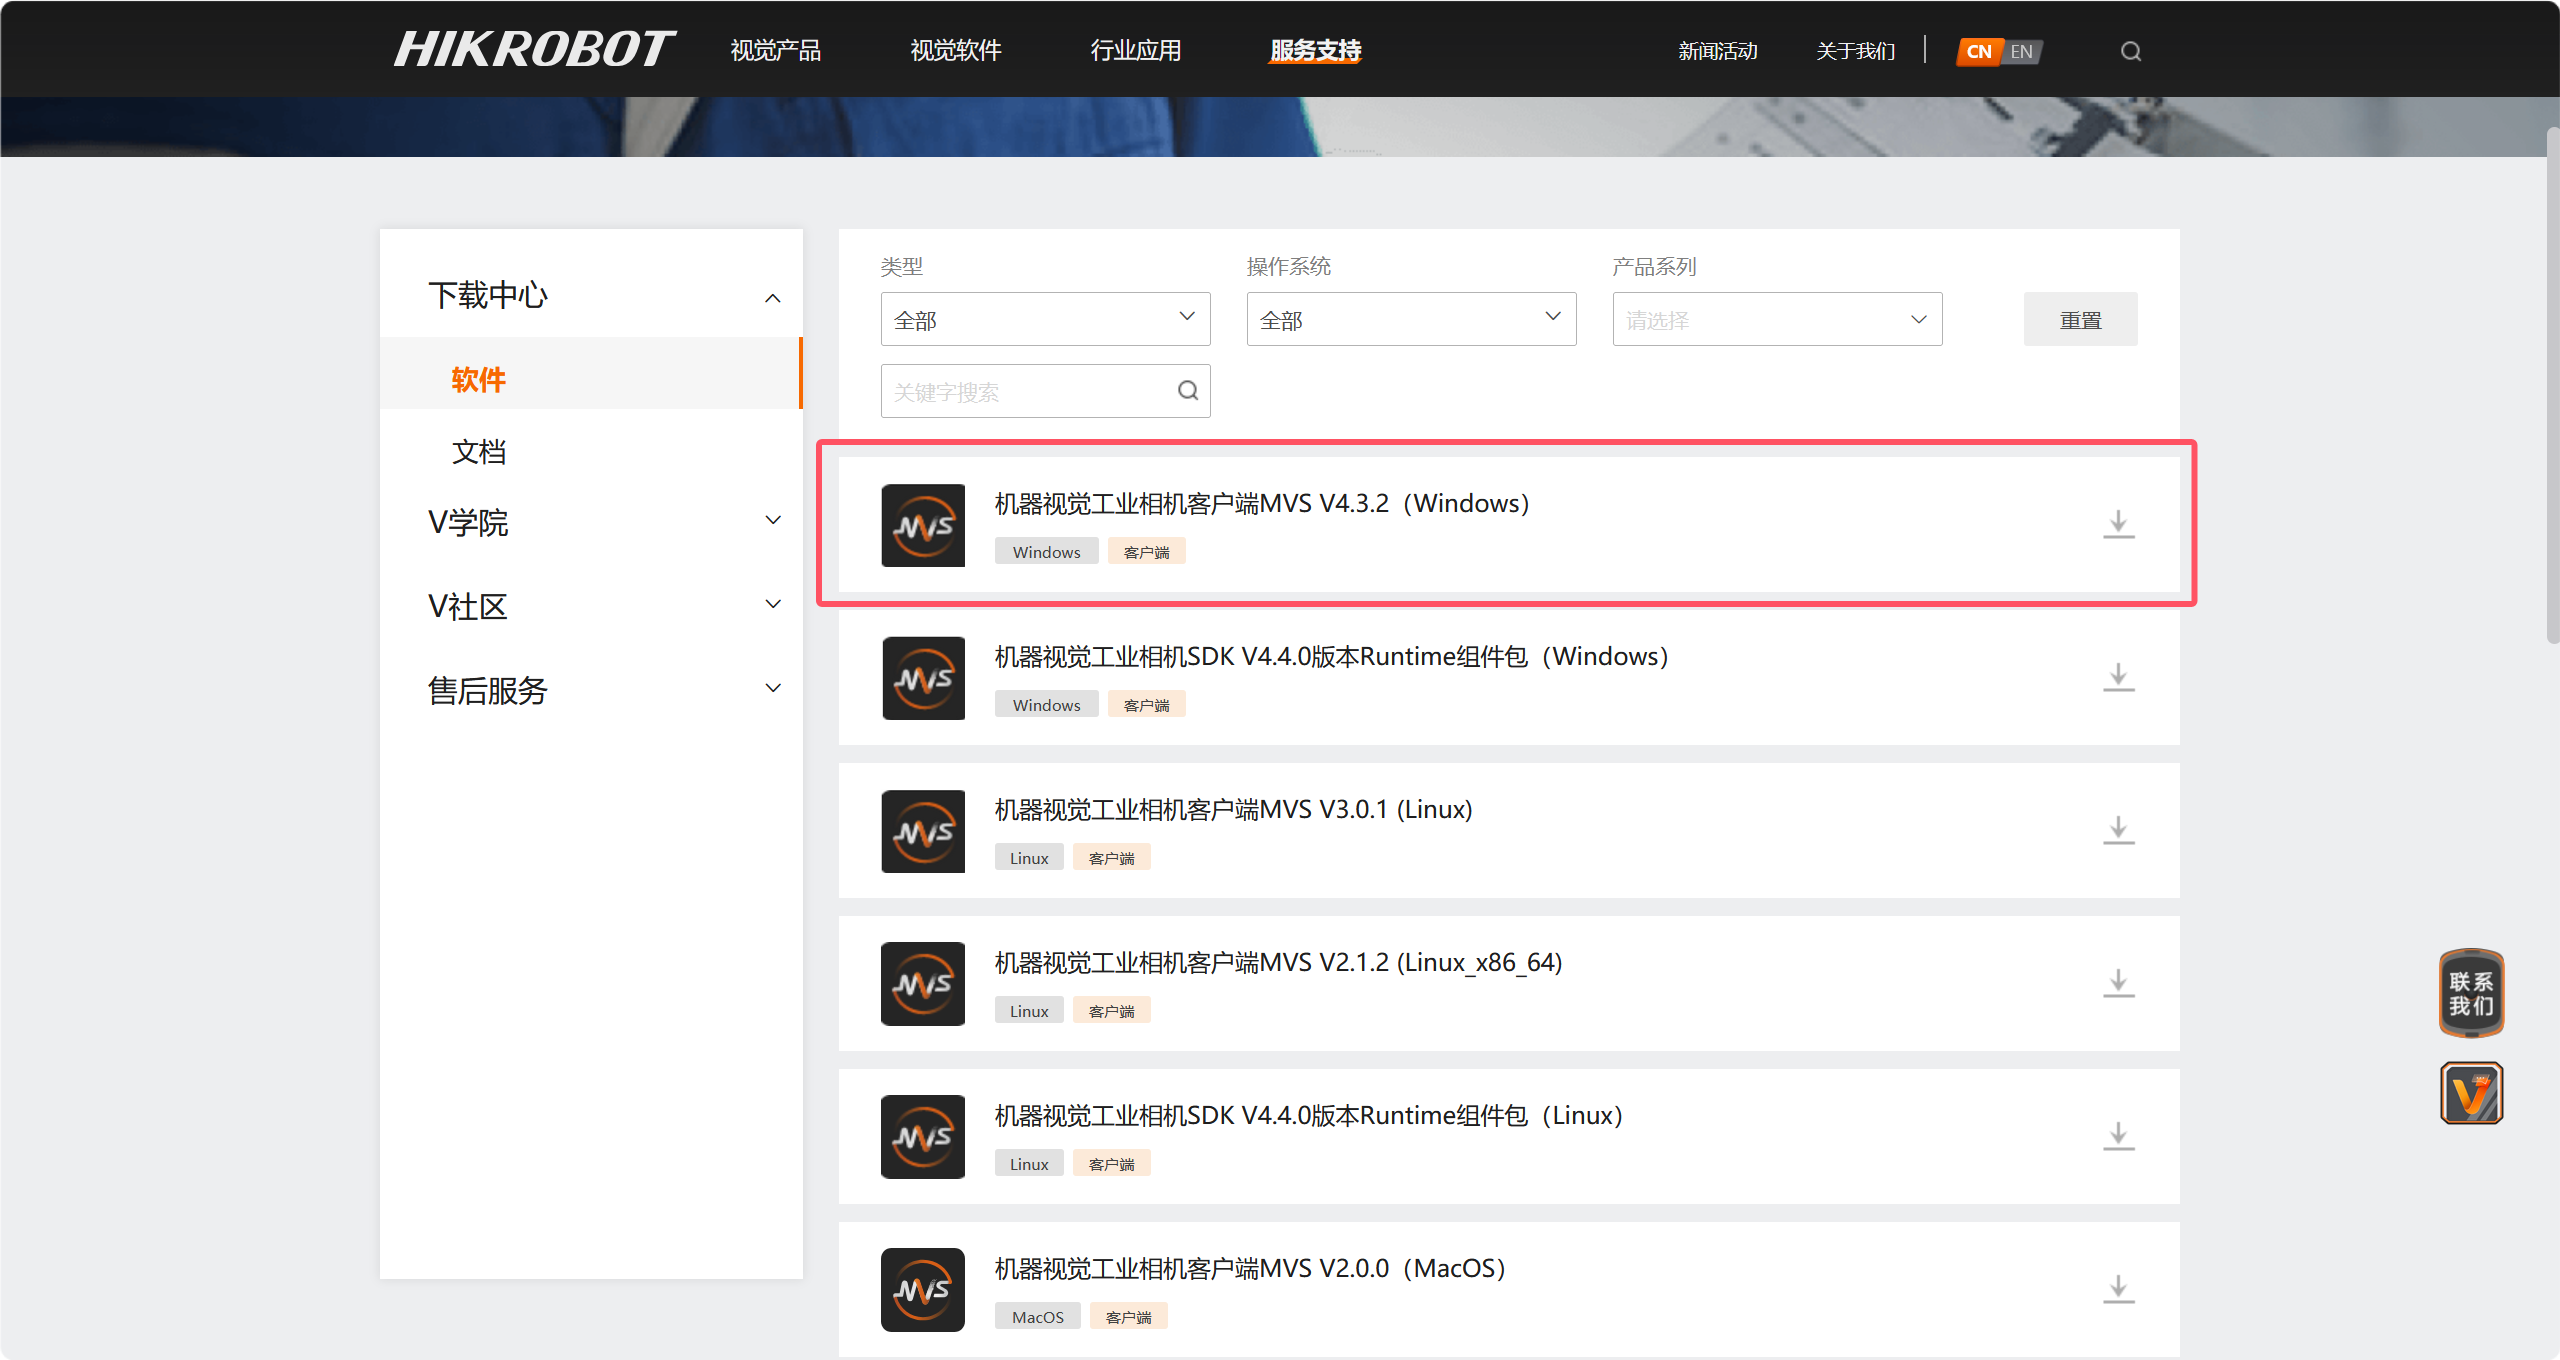 HIKROBOT 视觉产品 视觉软件 行业应用 服务支持 新闻活动 关于我们 CN EN
下载中心
软件
文档
V学院
V社区
售后服务
类型 操作系统 产品系列
全部 全部 请选择 重置
关键字搜索
MVS
机器视觉工业相机客户端MVS V4.3.2（Windows）
Windows 客户端
MVS
机器视觉工业相机SDK V4.4.0版本Runtime组件包（Windows）
Windows 客户端
MVS
机器视觉工业相机客户端MVS V3.0.1 (Linux)
Linux 客户端
MVS
机器视觉工业相机客户端MVS V2.1.2 (Linux_x86_64)
Linux 客户端
MVS
机器视觉工业相机SDK V4.4.0版本Runtime组件包（Linux）
Linux 客户端
MVS
机器视觉工业相机客户端MVS V2.0.0（MacOS）
MacOS 客户端
联系
我们
V